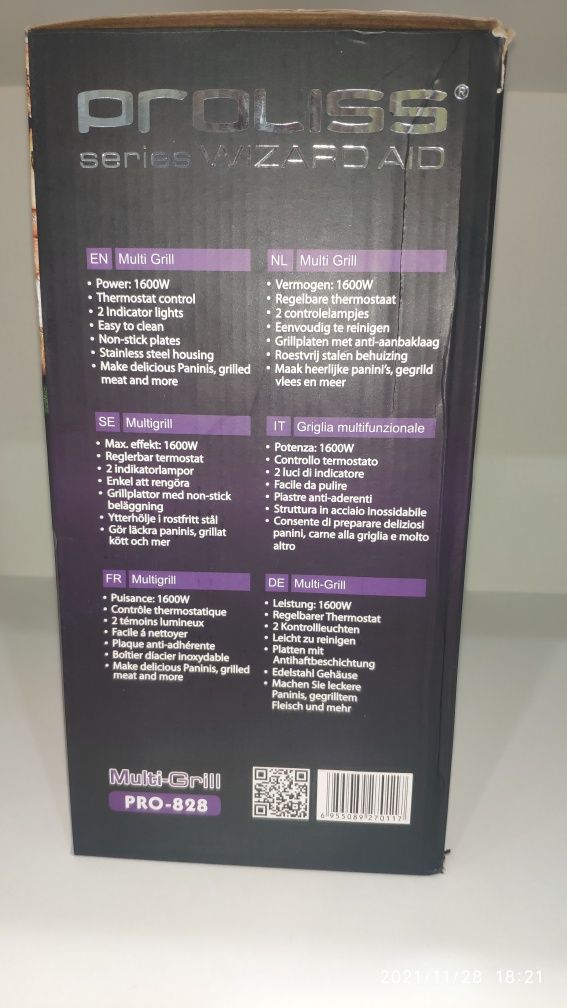 PROLISS®
series WIZARD AID
EN Multi Grill
• Power: 1600W
• Thermostat control
• 2 Indicator lights
• Easy to clean
• Non-stick plates
• Stainless steel housing
• Make delicious Paninis, grilled
meat and more
NL Multi Grill
• Vermogen: 1600W
• Regelbare thermostaat
• 2 controlelampjes
• Eenvoudig te reinigen
• Grillplaten met anti-aanbaklaag
• Roestvrij stalen behuizing
• Maak heerlijke panini's, gegrild
vlees en meer
SE Multigrill
• Max. effekt: 1600W
• Reglerbar termostat
• 2 indikatorlampor
• Enkel att rengöra
• Grillplattor med non-stick
beläggning
• Ytterhölje i rostfritt stål
• Gör läckra paninis, grillat
kött och mer
IT Griglia multifunzionale
• Potenza: 1600W
• Controllo termostato
• 2 luci di indicatore
• Facile da pulire
• Piastre anti-aderenti
• Struttura in acciaio inossidabile
• Consente di preparare deliziosi
panini, carne alla griglia e molto
altro
FR Multigrill
• Puisance: 1600W
• Contrôle thermostatique
• 2 témoins lumineux
• Facile á nettoyer
• Plaque anti-adhérente
• Boîtier díacier inoxydable
• Make delicious Paninis, grilled
meat and more
DE Multi-Grill
• Leistung: 1600W
• Regelbarer Thermostat
• 2 Kontrollleuchten
• Leicht zu reinigen
• Platten mit
Antihaftbeschichtung
• Edelstahl Gehäuse
• Machen Sie leckere
Paninis, gegrilltem
Fleisch und mehr
Multi-Grill
PRO-828
6 955089 270117
2021/11/28 18:21